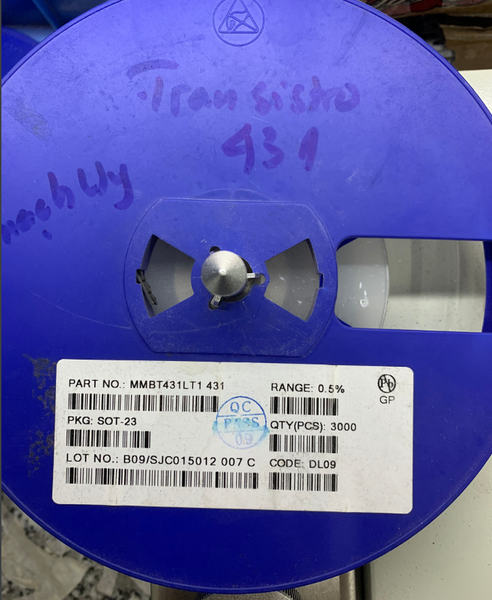 Transistro
431
PART NO.: MMBT431LT1 431
RANGE: 0.5%
Pb
GP
PKG: SOT-23
QC
PASS
09
QTY(PCS): 3000
LOT NO.: B09/SJC015012 007 C
CODE: DL09